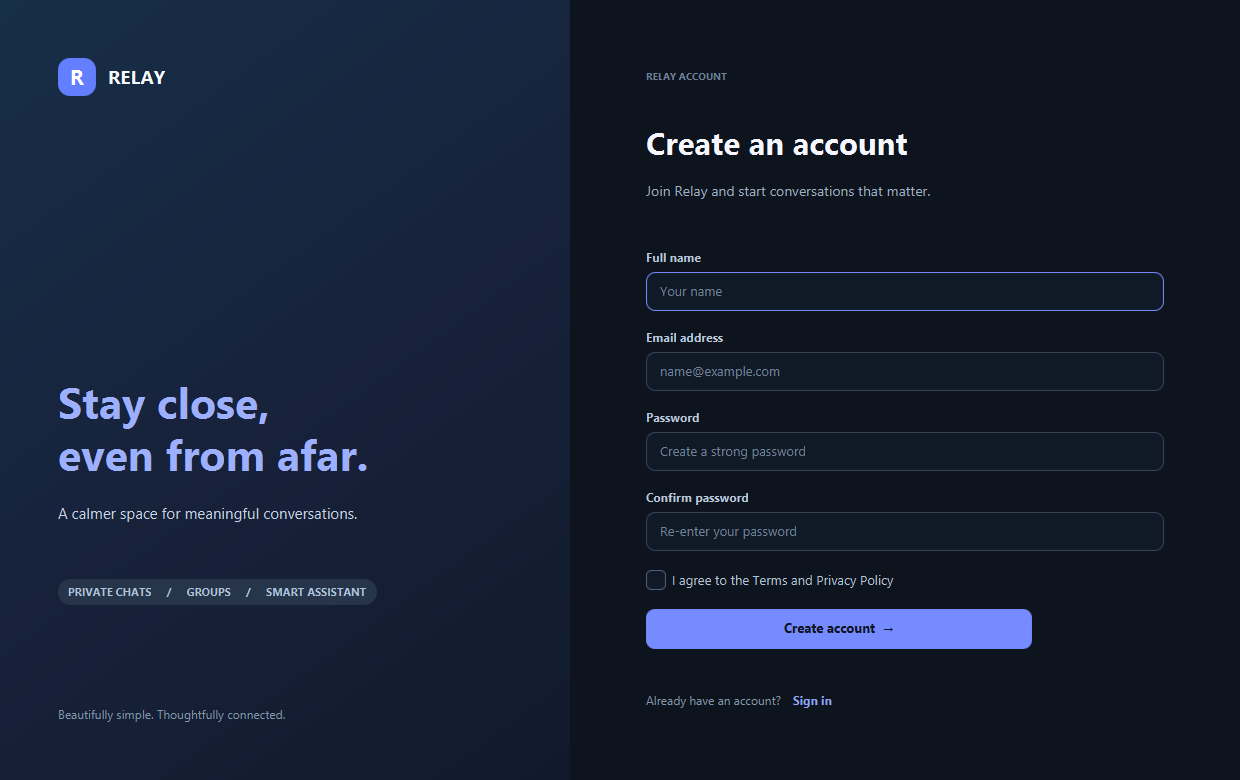 R RELAY
Stay close,
even from afar.
A calmer space for meaningful conversations.
PRIVATE CHATS / GROUPS / SMART ASSISTANT
Beautifully simple. Thoughtfully connected.
RELAY ACCOUNT
Create an account
Join Relay and start conversations that matter.
Full name
Your name
Email address
name@example.com
Password
Create a strong password
Confirm password
Re-enter your password
I agree to the Terms and Privacy Policy
Create account →
Already have an account? Sign in